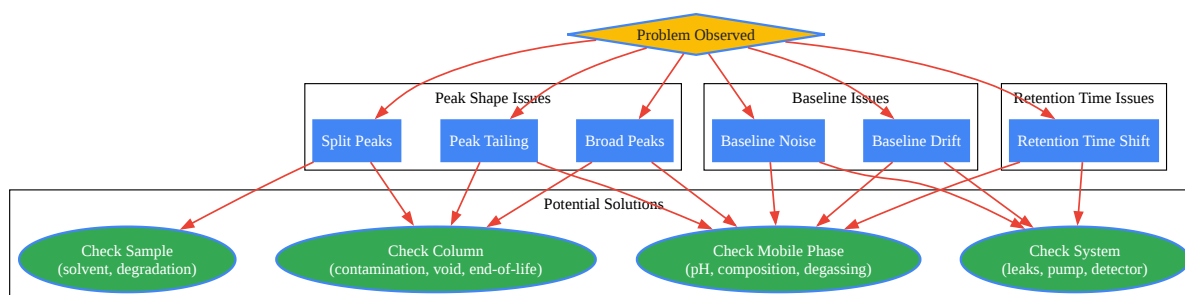 Problem Observed
Peak Shape Issues
Baseline Issues
Retention Time Issues
Split Peaks
Peak Tailing
Broad Peaks
Baseline Noise
Baseline Drift
Retention Time Shift
Potential Solutions
Check Sample
(solvent, degradation)
Check Column
(contamination, void, end-of-life)
Check Mobile Phase
(pH, composition, degassing)
Check System
(leaks, pump, detector)